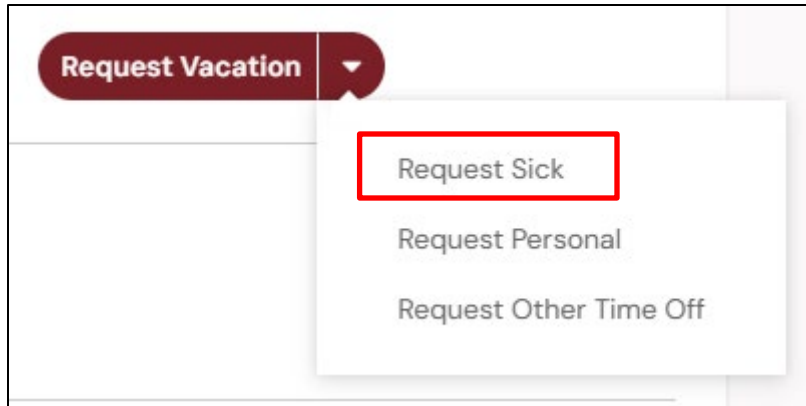 Request Vacation
Request Sick
Request Personal
Request Other Time Off